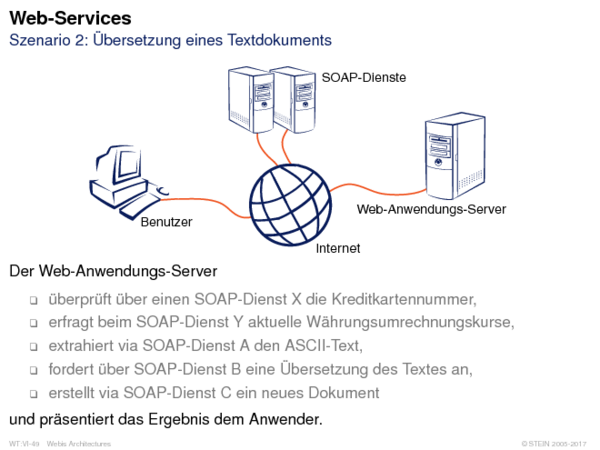 Web-Services
Szenario 2: Übersetzung eines Textdokuments
SOAP-Dienste
Benutzer
Web-Anwendungs-Server
Internet
Der Web-Anwendungs-Server
❑ überprüft über einen SOAP-Dienst X die Kreditkartennummer,
❑ erfragt beim SOAP-Dienst Y aktuelle Währungsumrechnungskurse,
❑ extrahiert via SOAP-Dienst A den ASCII-Text,
❑ fordert über SOAP-Dienst B eine Übersetzung des Textes an,
❑ erstellt via SOAP-Dienst C ein neues Dokument
und präsentiert das Ergebnis dem Anwender.
WT:VI-49 Webis Architectures © STEIN 2005-2017